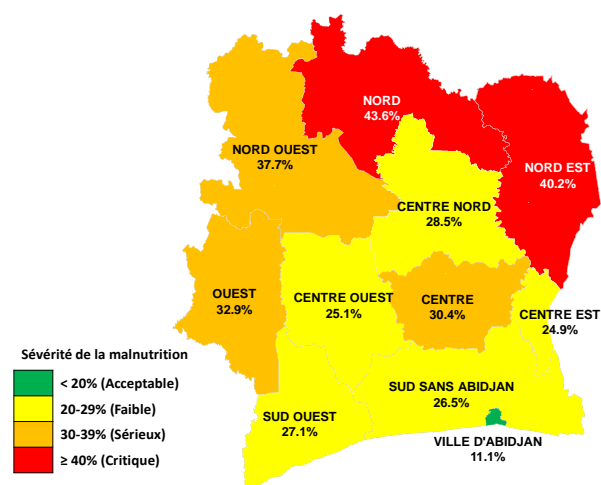 NORD
43.6%
NORD OUEST
37.7%
NORD EST
40.2%
CENTRE NORD
28.5%
OUEST
32.9%
CENTRE OUEST
25.1%
CENTRE
30.4%
CENTRE EST
24.9%
SUD SANS ABIDJAN
26.5%
SUD OUEST
27.1%
VILLE D'ABIDJAN
11.1%
Sévérité de la malnutrition
< 20% (Acceptable)
20-29% (Faible)
30-39% (Sérieux)
≥ 40% (Critique)